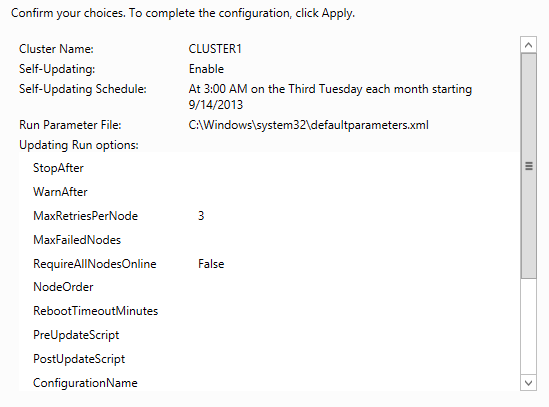 Confirm your choices. To complete the configuration, click Apply.
Cluster Name: CLUSTER1
Self-Updating: Enable
Self-Updating Schedule: At 3:00 AM on the Third Tuesday each month starting
9/14/2013
Run Parameter File: C:\Windows\system32\defaultparameters.xml
Updating Run options:
StopAfter
WarnAfter
MaxRetriesPerNode 3
MaxFailedNodes
RequireAllNodesOnline False
NodeOrder
RebootTimeoutMinutes
PreUpdateScript
PostUpdateScript
ConfigurationName